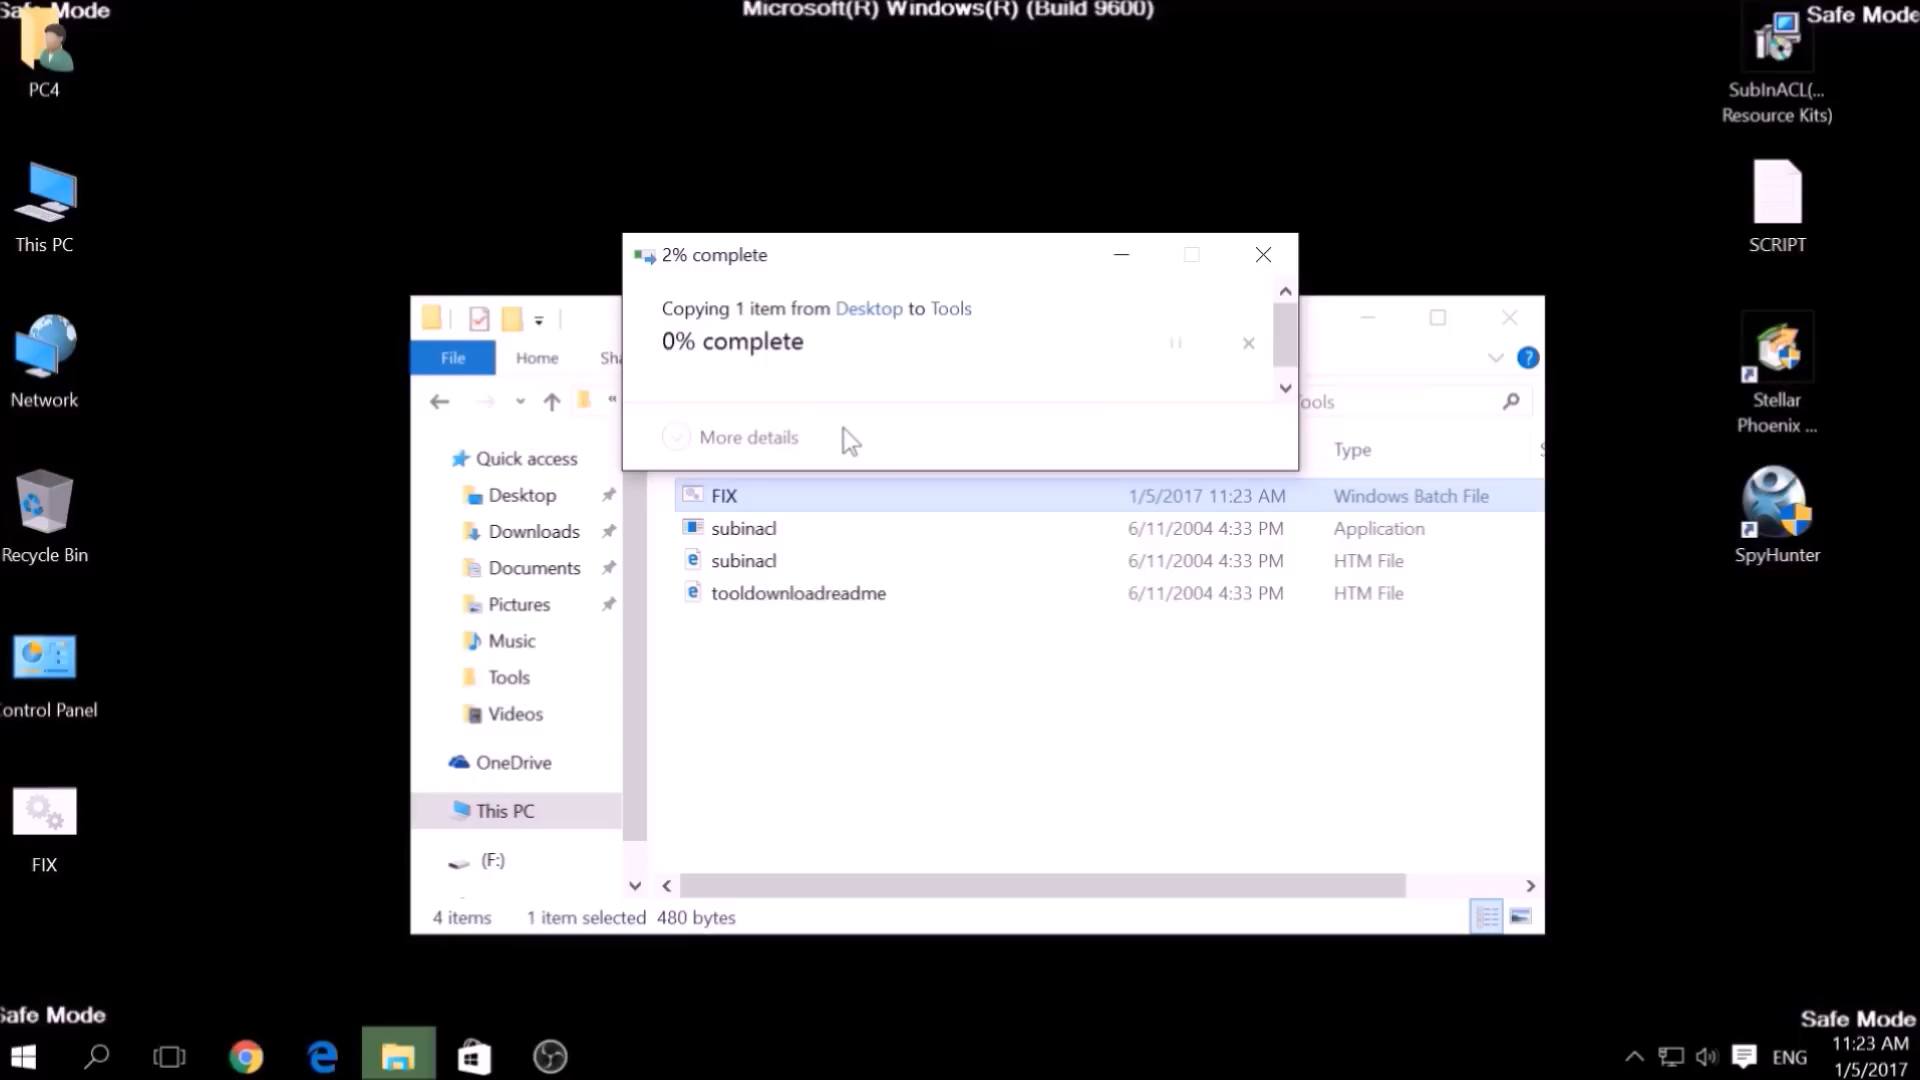 Safe Mode
Microsoft(R) Windows(R) (Build 9600)
Safe Mode
PC4
This PC
Network
Recycle Bin
Control Panel
FIX
SubInACL(...
Resource Kits)
SCRIPT
Stellar
Phoenix ...
SpyHunter
2% complete
Copying 1 item from Desktop to Tools
0% complete
More details
File
Home
Sha
«
Tools
Type
S
Quick access
Desktop
Downloads
Documents
Pictures
Music
Tools
Videos
OneDrive
This PC
(F:)
FIX 1/5/2017 11:23 AM Windows Batch File
subinacl 6/11/2004 4:33 PM Application
subinacl 6/11/2004 4:33 PM HTM File
tooldownloadreadme 6/11/2004 4:33 PM HTM File
4 items 1 item selected 480 bytes
Safe Mode
Safe Mode
ENG
11:23 AM
1/5/2017